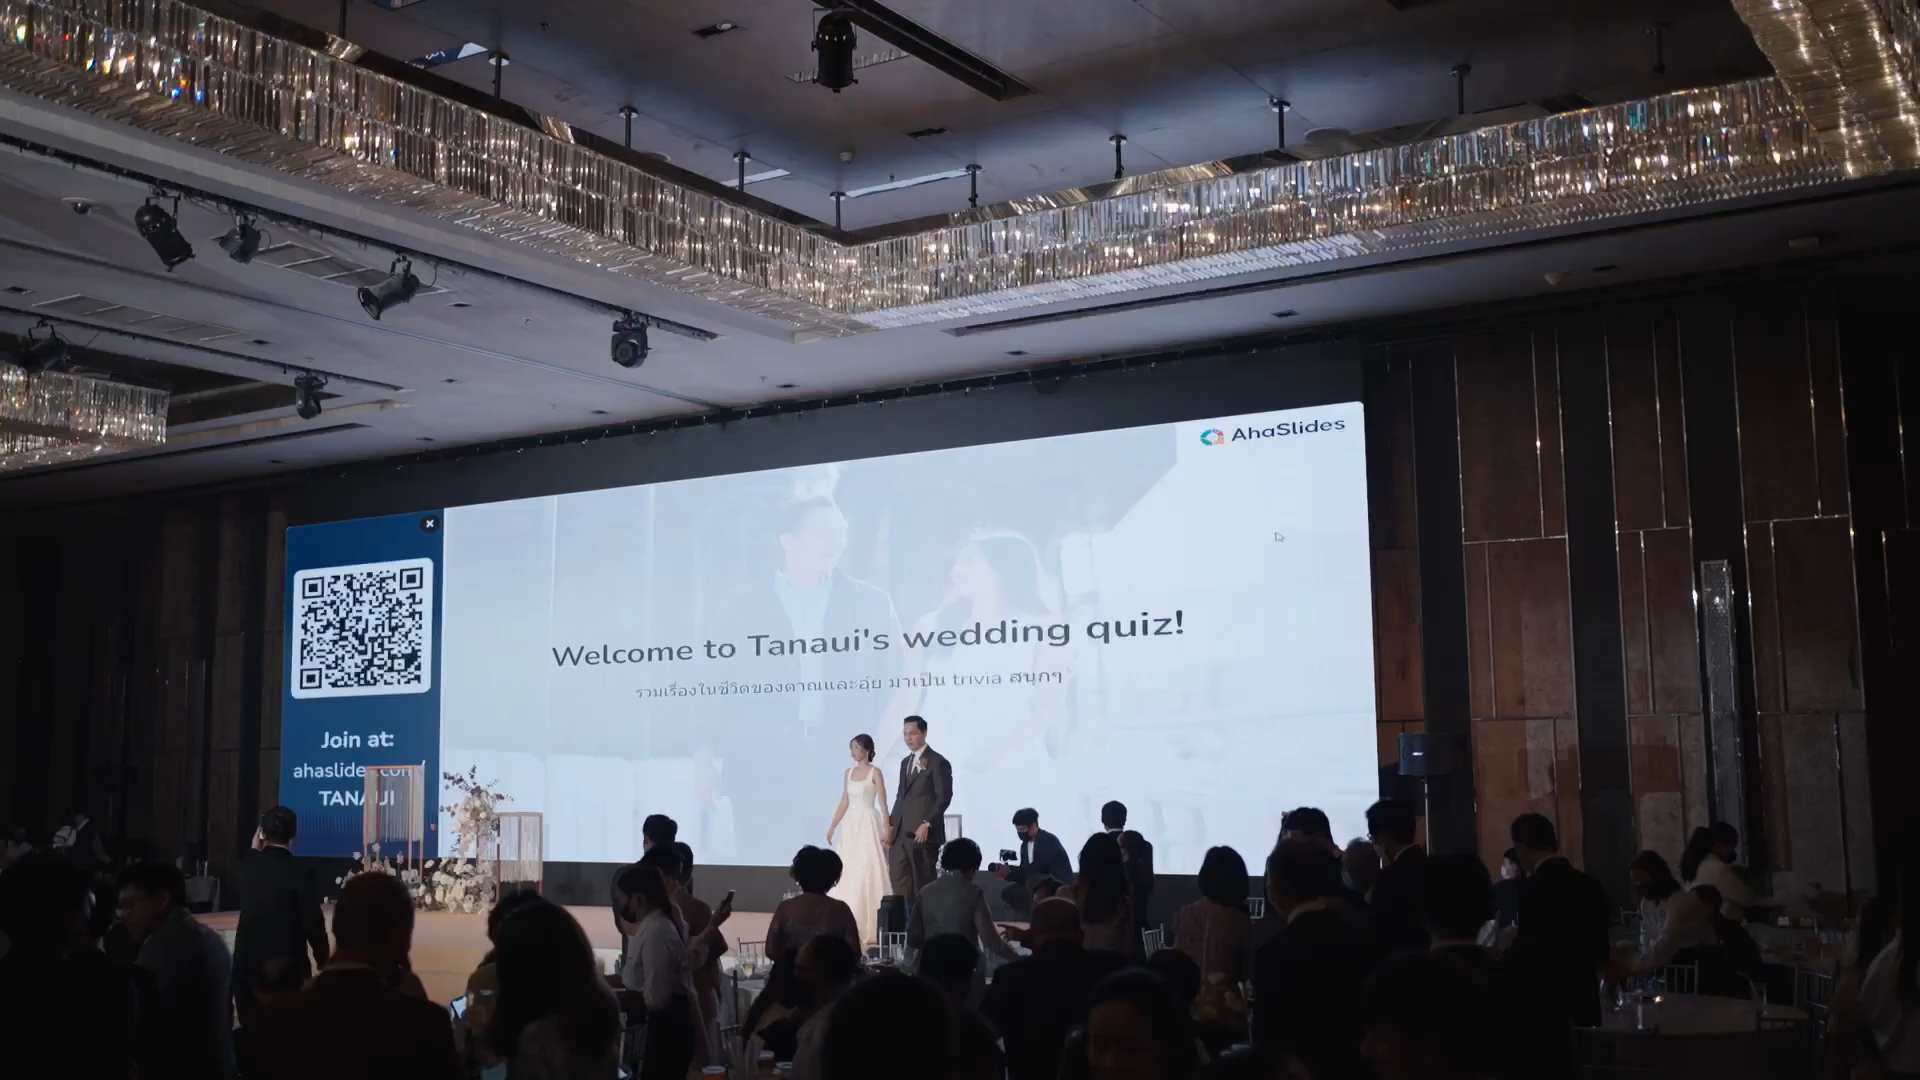 AhaSlides
Welcome to Tanaui's wedding quiz!
รวมเรื่องในชีวิตของตาณและอุ๋ย มาเป็น trivia สนุกๆ
Join at:
ahaslides.com/
TANAUI